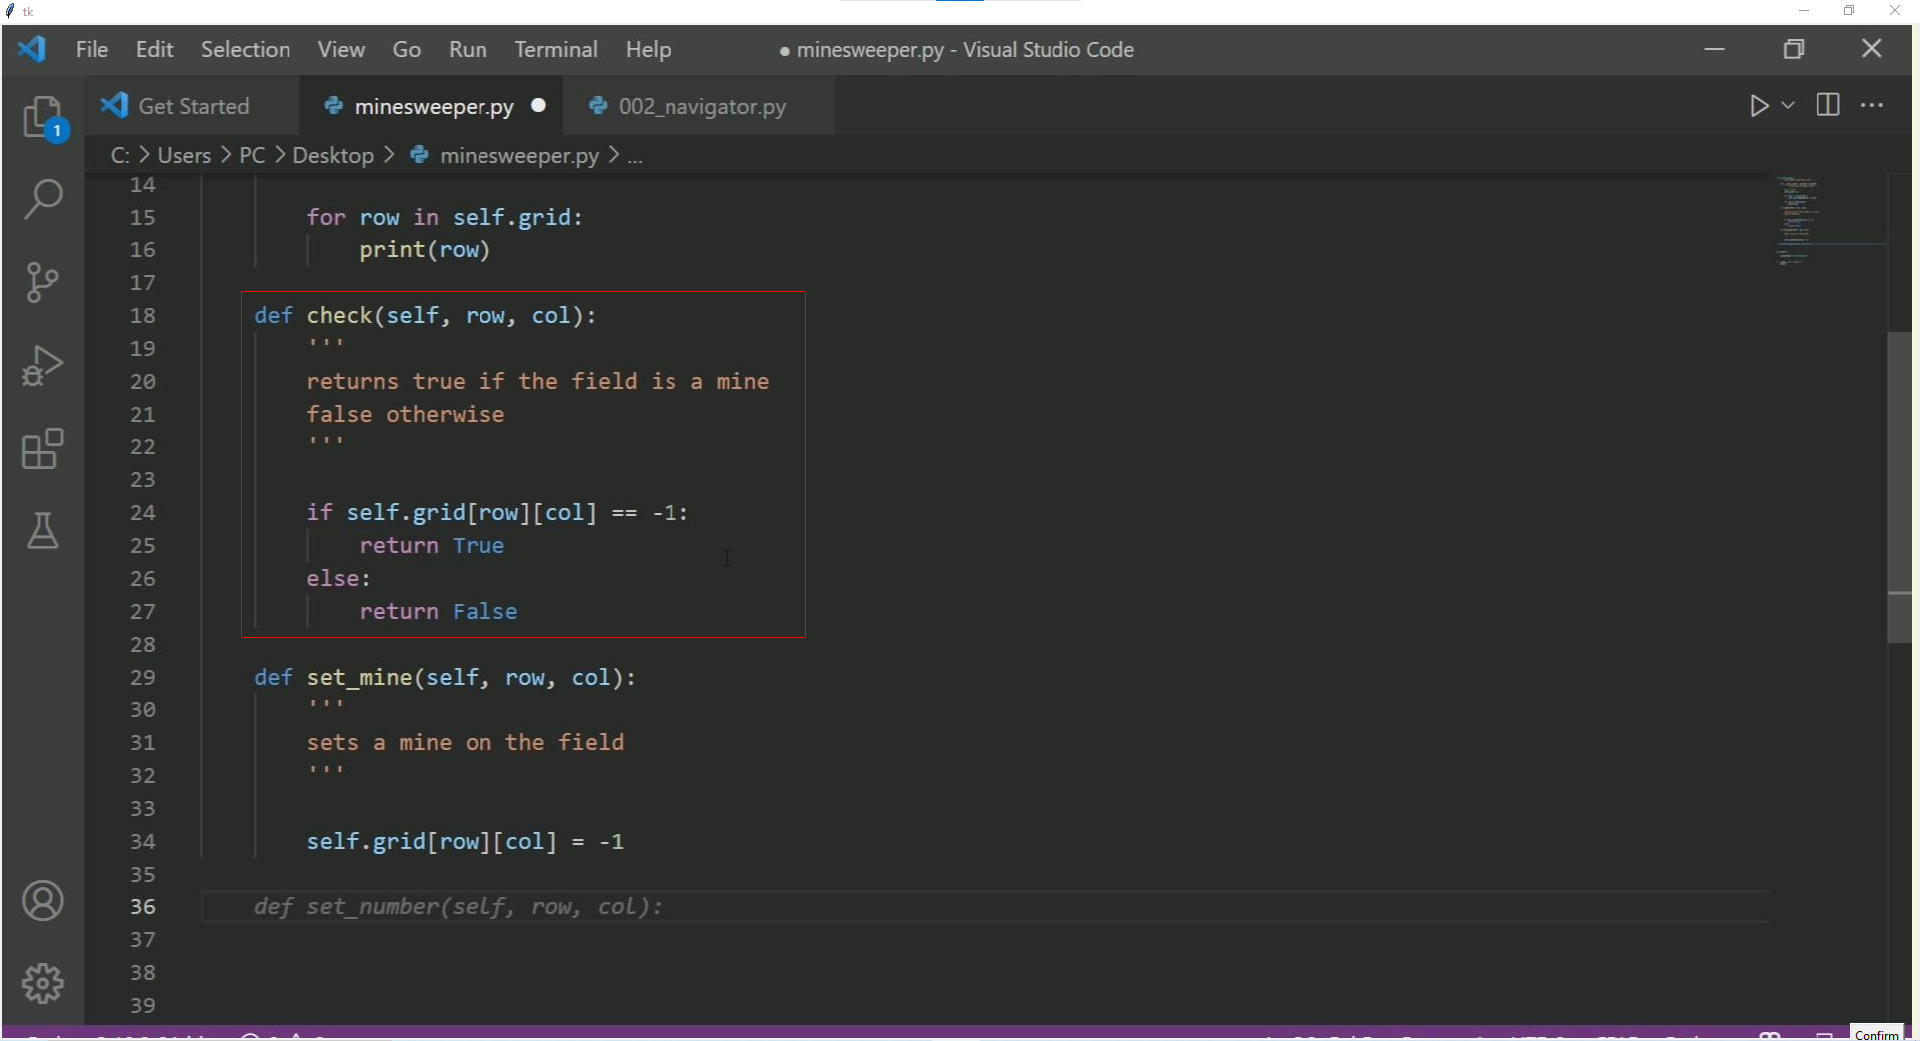 tk
File Edit Selection View Go Run Terminal Help ● minesweeper.py - Visual Studio Code
Get Started minesweeper.py ● 002_navigator.py
1
C: > Users > PC > Desktop > minesweeper.py > ...
14
15 for row in self.grid:
16 print(row)
17
18 def check(self, row, col):
19 '''
20 returns true if the field is a mine
21 false otherwise
22 '''
23
24 if self.grid[row][col] == -1:
25 return True
26 else:
27 return False
28
29 def set_mine(self, row, col):
30 '''
31 sets a mine on the field
32 '''
33
34 self.grid[row][col] = -1
35
36 def set_number(self, row, col):
37
38
39
Confirm